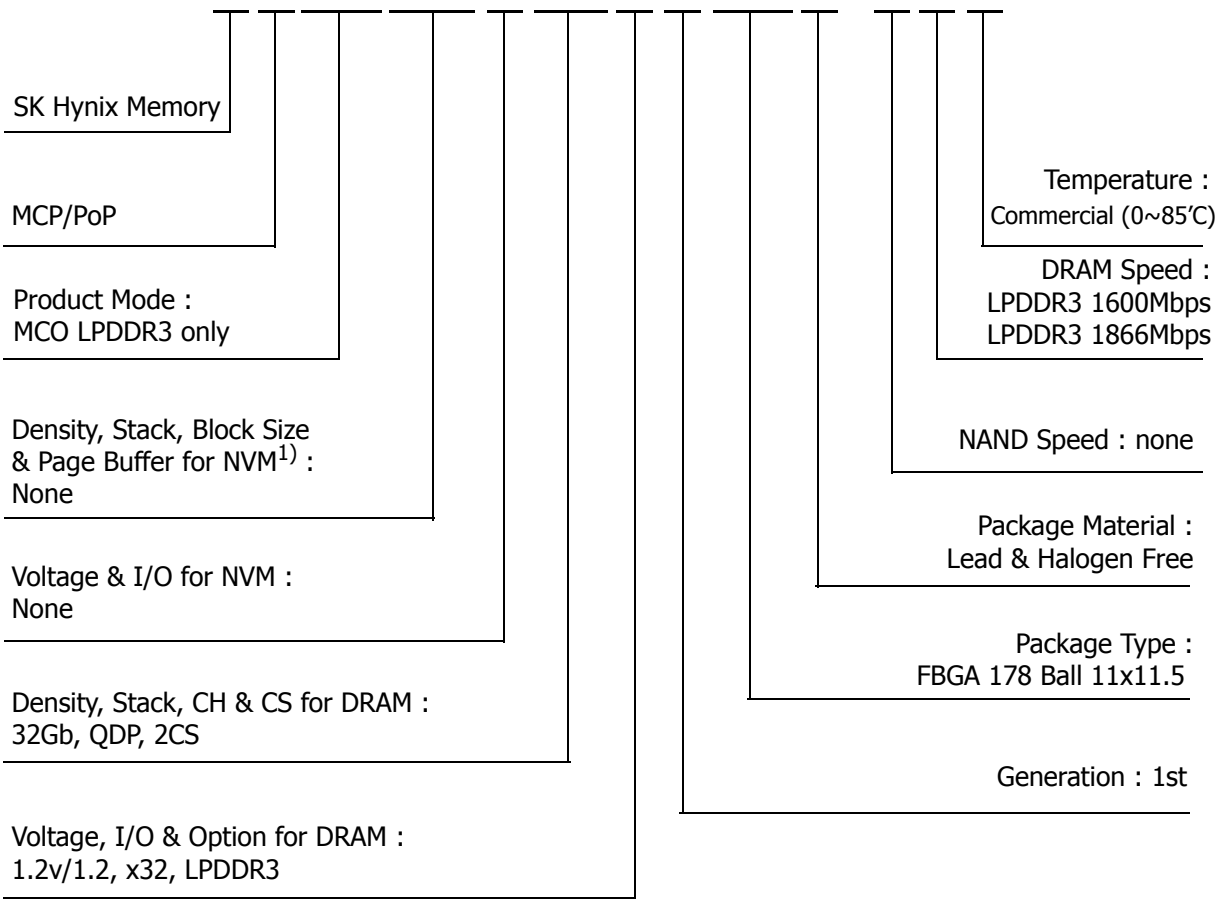 SK Hynix Memory
MCP/PoP
Product Mode :
MCO LPDDR3 only
Density, Stack, Block Size
& Page Buffer for NVM1) :
None
Voltage & I/O for NVM :
None
Density, Stack, CH & CS for DRAM :
32Gb, QDP, 2CS
Voltage, I/O & Option for DRAM :
1.2v/1.2, x32, LPDDR3
Temperature :
Commercial (0~85’C)
DRAM Speed :
LPDDR3 1600Mbps
LPDDR3 1866Mbps
NAND Speed : none
Package Material :
Lead & Halogen Free
Package Type :
FBGA 178 Ball 11x11.5
Generation : 1st